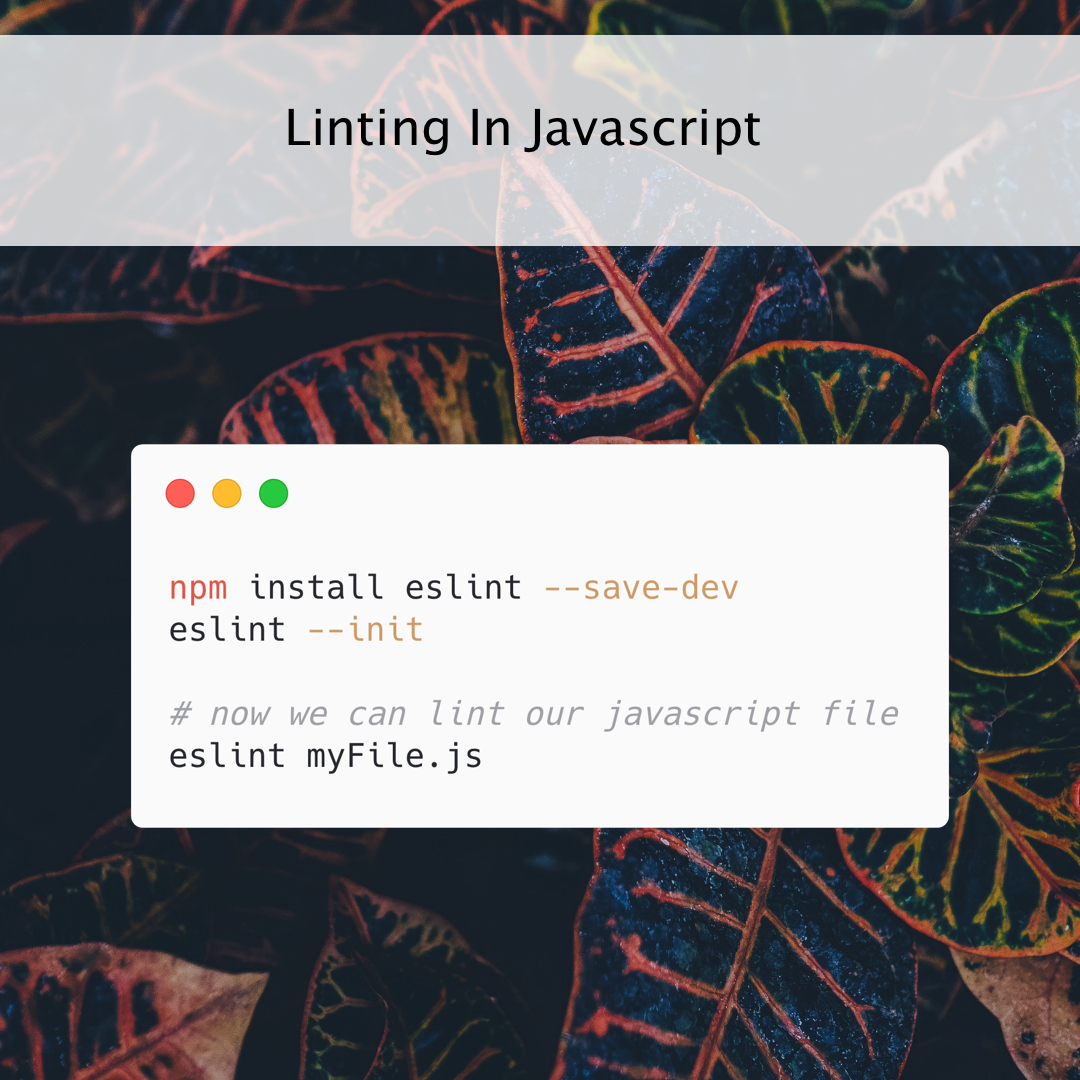 Linting In Javascript
npm install eslint --save-dev
eslint --init
# now we can lint our javascript file
eslint myFile.js